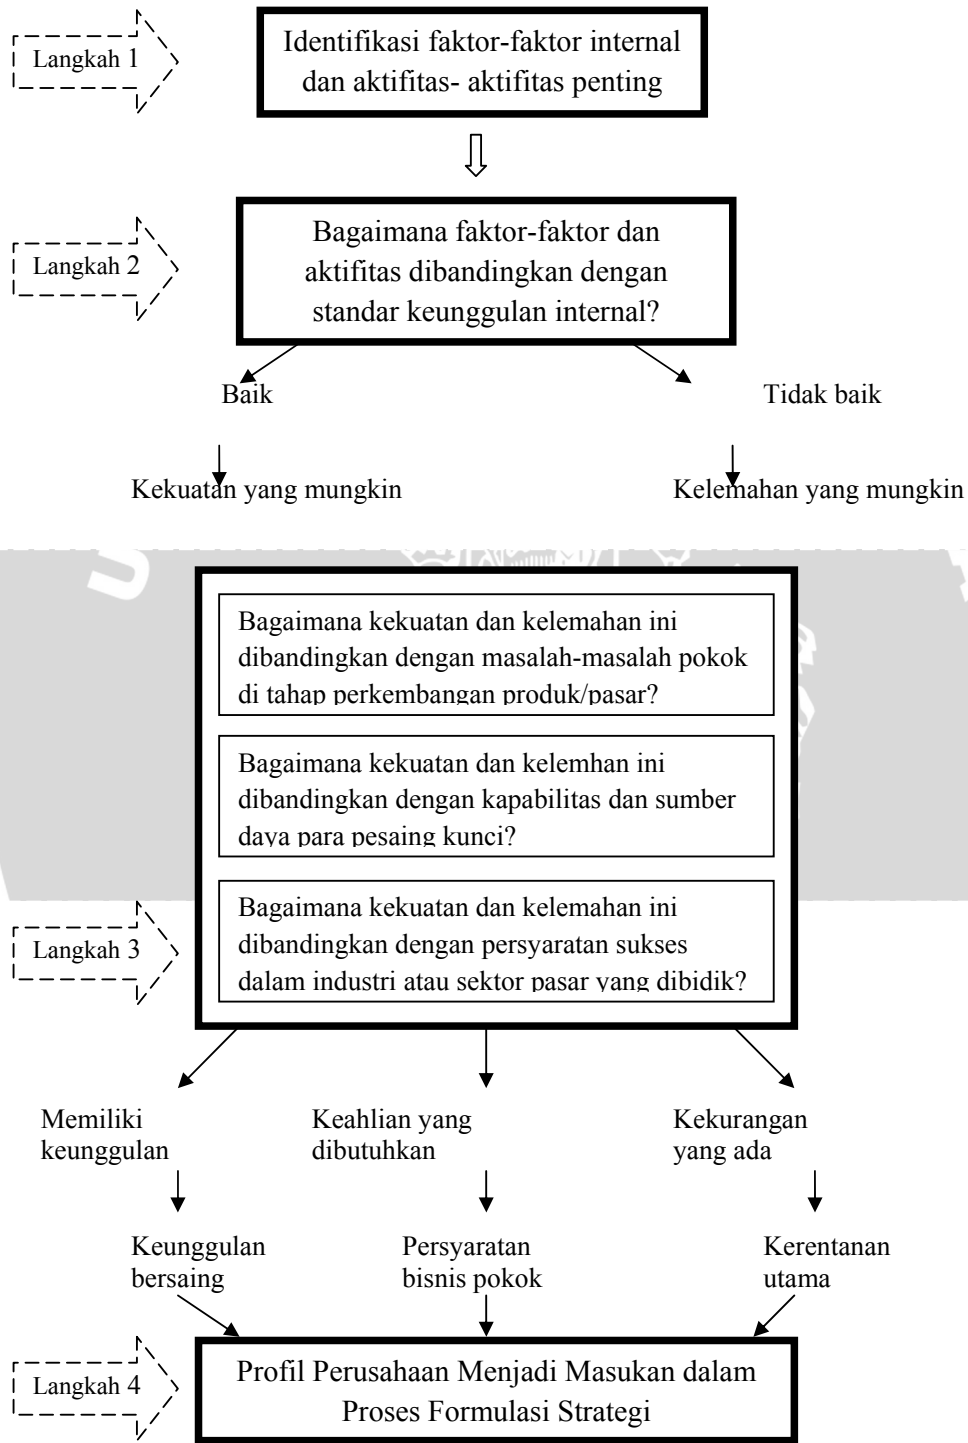 Langkah 1
Identifikasi faktor-faktor internal
dan aktifitas- aktifitas penting
Langkah 2
Bagaimana faktor-faktor dan
aktifitas dibandingkan dengan
standar keunggulan internal?
Baik
Tidak baik
Kekuatan yang mungkin
Kelemahan yang mungkin
Bagaimana kekuatan dan kelemahan ini
dibandingkan dengan masalah-masalah pokok
di tahap perkembangan produk/pasar?
Bagaimana kekuatan dan kelemhan ini
dibandingkan dengan kapabilitas dan sumber
daya para pesaing kunci?
Langkah 3
Bagaimana kekuatan dan kelemahan ini
dibandingkan dengan persyaratan sukses
dalam industri atau sektor pasar yang dibidik?
Memiliki
keunggulan
Keahlian yang
dibutuhkan
Kekurangan
yang ada
Keunggulan
bersaing
Persyaratan
bisnis pokok
Kerentanan
utama
Langkah 4
Profil Perusahaan Menjadi Masukan dalam
Proses Formulasi Strategi